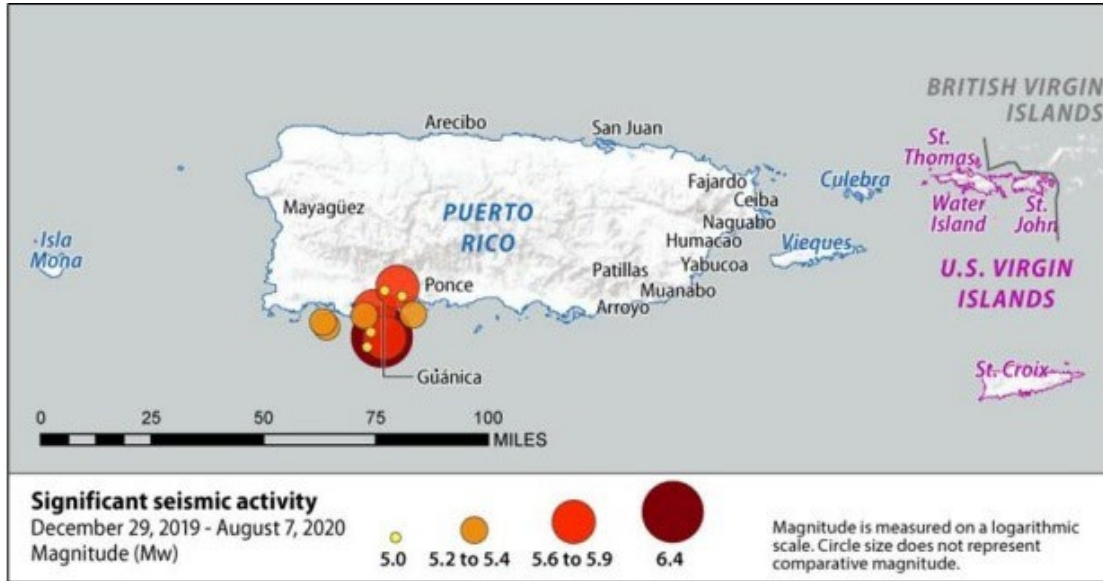 BRITISH VIRGIN
ISLANDS
Arecibo
San Juan
St.
Thomas
Fajardo
Culebra
Ceiba
Water
Island
St.
John
Mayagüez
PUERTO
RICO
Naguabo
Isla
Mona
Humacao
Vieques
Patillas
Yabucoa
U.S. VIRGIN
ISLANDS
Ponce
Muanabo
Arroyo
Guánica
St. Croix
0 25 50 75 100
MILES
Significant seismic activity
December 29, 2019 - August 7, 2020
Magnitude (Mw)
5.0 5.2 to 5.4 5.6 to 5.9 6.4
Magnitude is measured on a logarithmic
scale. Circle size does not represent
comparative magnitude.